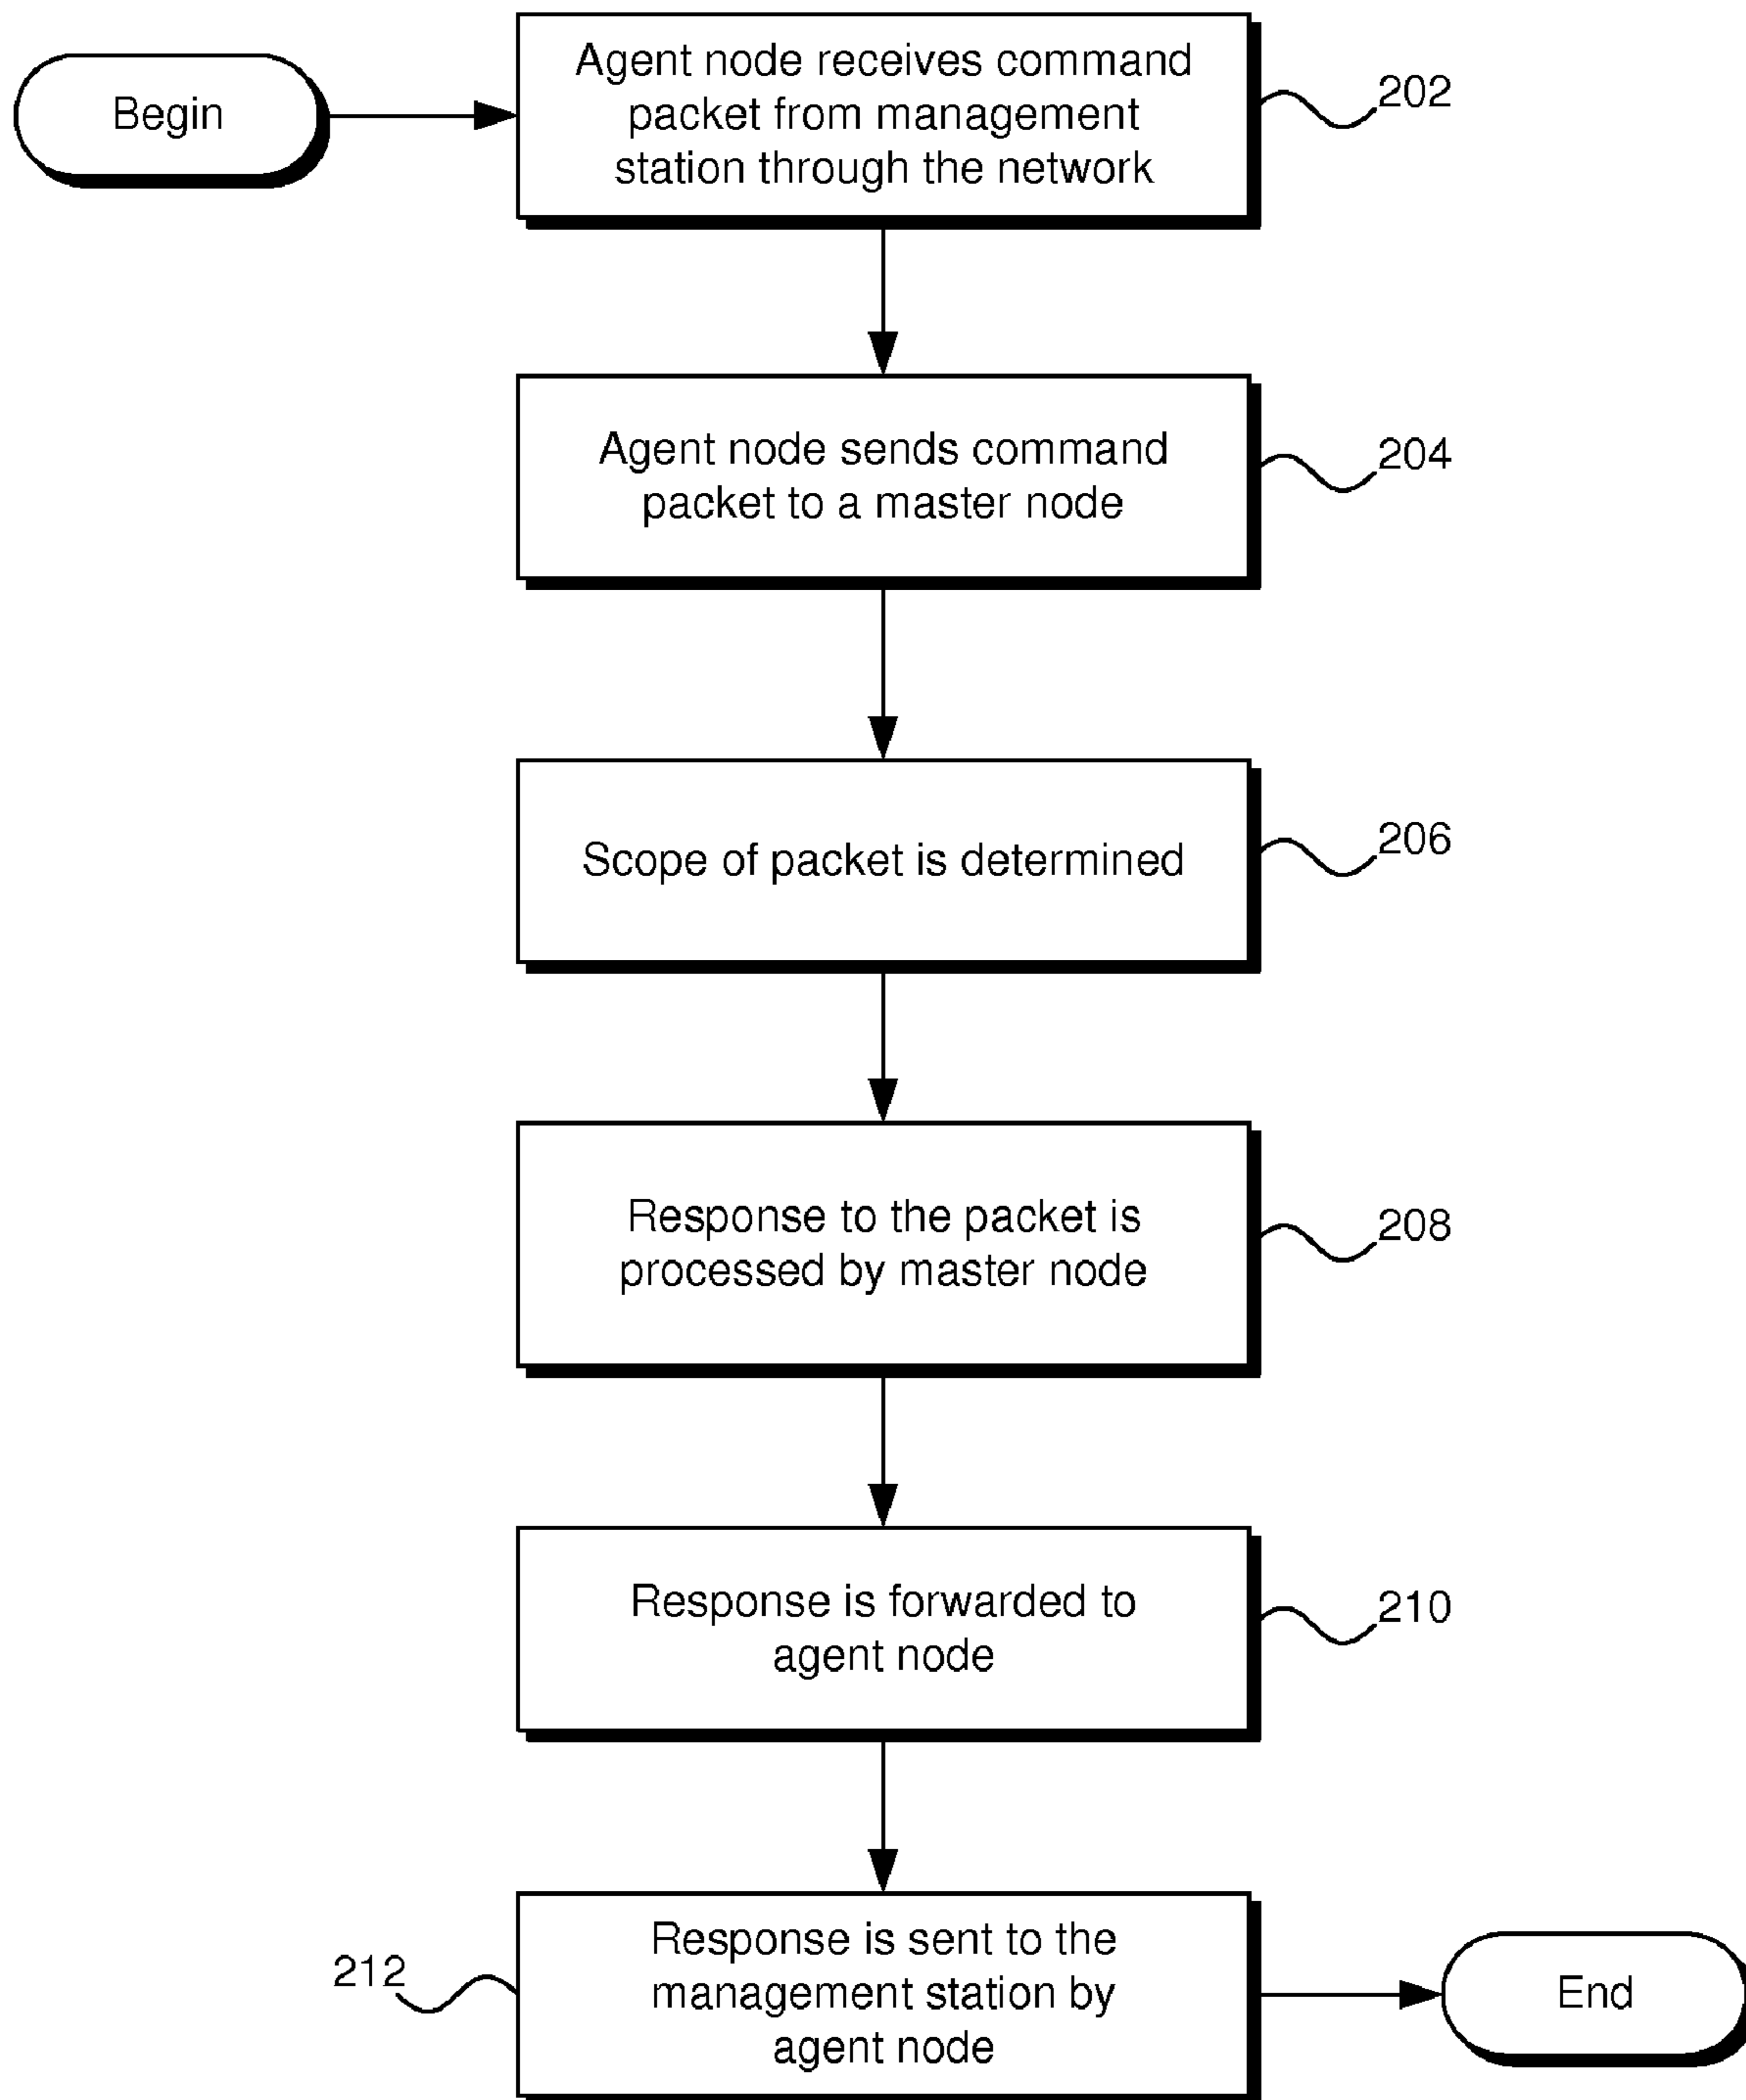 Begin
Agent node receives command
packet from management
station through the network
202
Agent node sends command
packet to a master node
204
Scope of packet is determined
206
Response to the packet is
processed by master node
208
Response is forwarded to
agent node
210
212
Response is sent to the
management station by
agent node
End